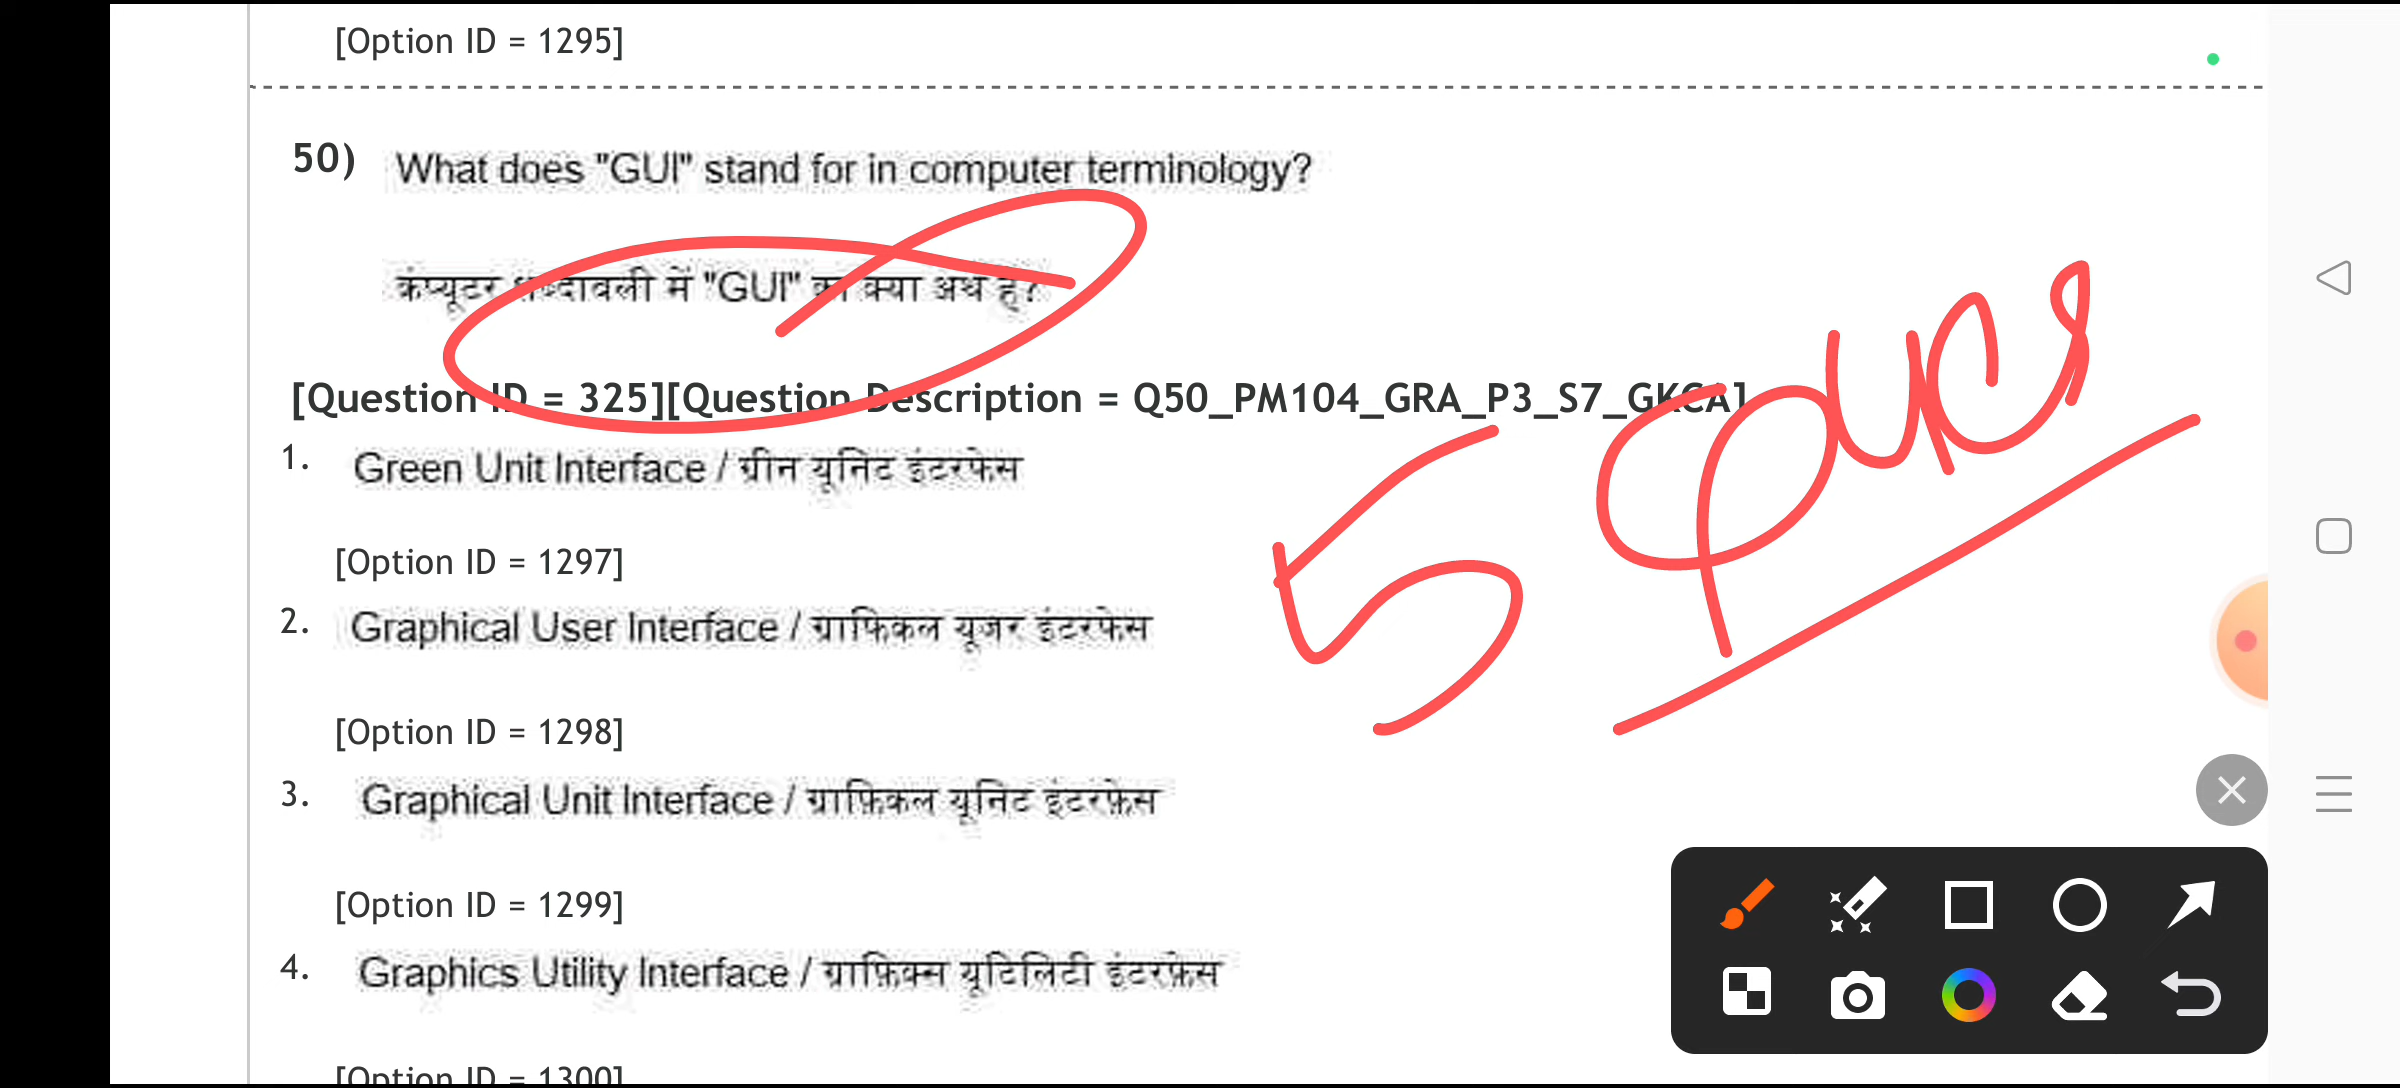 [Option ID = 1295]
50) What does "GUI" stand for in computer terminology?
कंप्यूटर शब्दावली में "GUI" का क्या अर्थ है?
[Question ID = 325][Question Description = Q50_PM104_GRA_P3_S7_GKCA]
1. Green Unit Interface / ग्रीन यूनिट इंटरफेस
[Option ID = 1297]
2. Graphical User Interface / ग्राफिकल यूजर इंटरफेस
[Option ID = 1298]
3. Graphical Unit Interface / ग्राफ़िकल यूनिट इंटरफ़ेस
[Option ID = 1299]
4. Graphics Utility Interface / ग्राफ़िक्स यूटिलिटी इंटरफ़ेस
[Option ID = 1300]
5